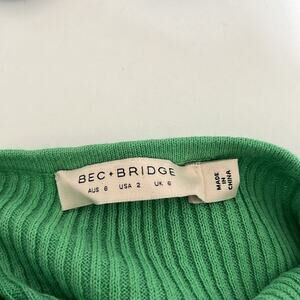 BEC+BRIDGE
AUS 6 USA 2 UK 6
MADE IN CHINA